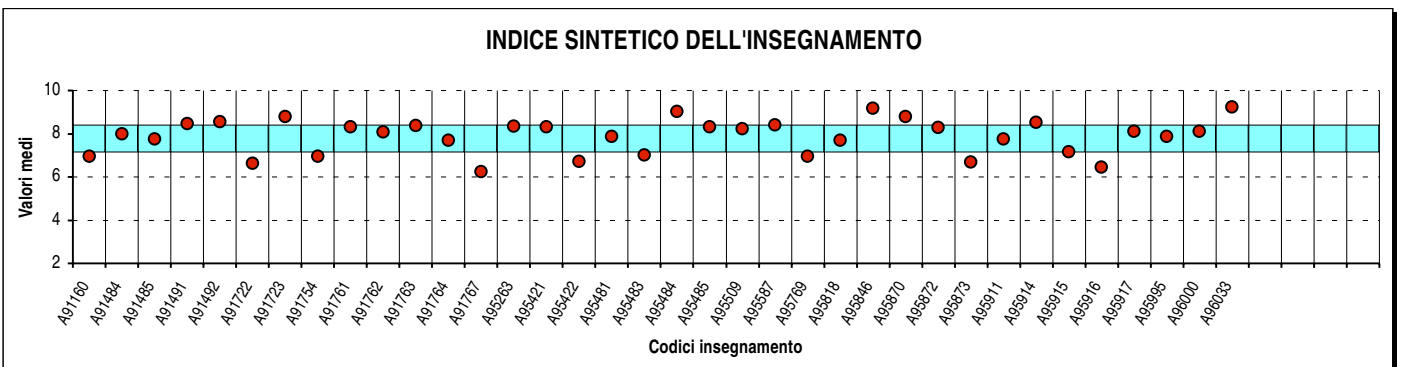 INDICE SINTETICO DELL'INSEGNAMENTO
10
8
6
4
2
Valori medi
A91160
A91484
A91485
A91491
A91492
A91722
A91723
A91754
A91761
A91762
A91763
A91764
A91767
A95263
A95421
A95422
A95481
A95483
A95484
A95485
A95509
A95587
A95769
A95818
A95846
A95870
A95872
A95873
A95911
A95914
A95915
A95916
A95917
A95995
A96000
A96033
Codici insegnamento